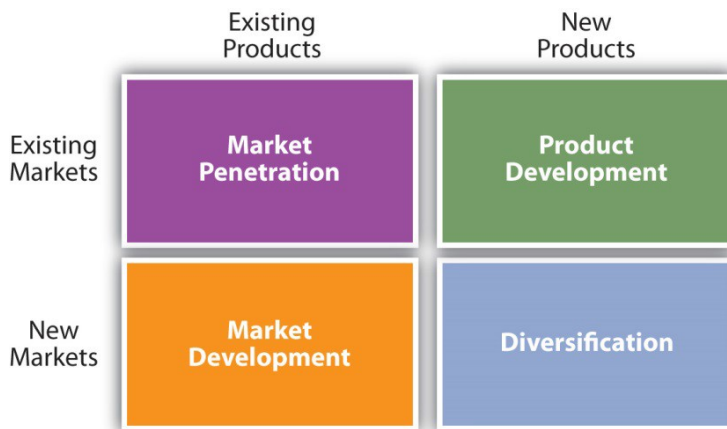 Existing
Products
New
Products
Existing
Markets
Market
Penetration
Product
Development
New
Markets
Market
Development
Diversification